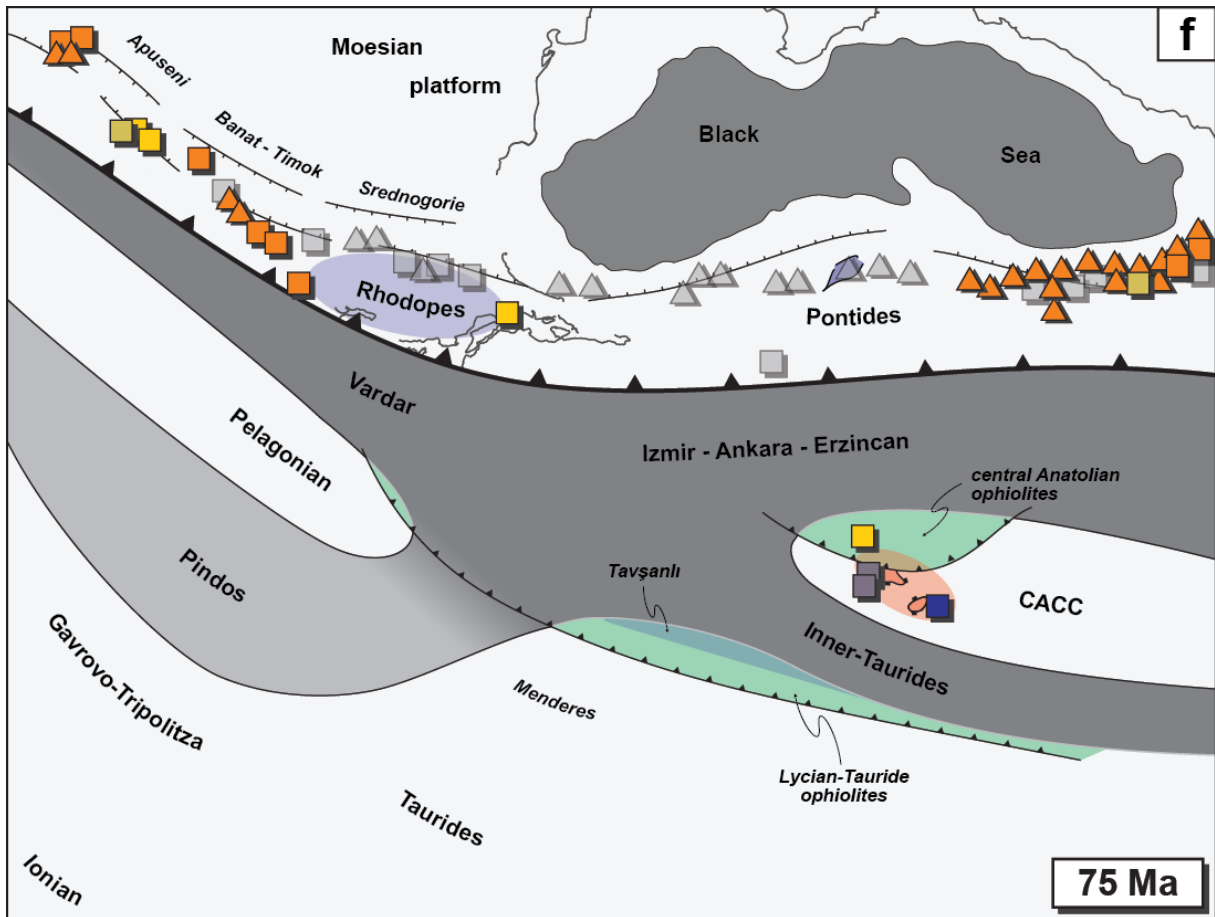 f
Moesian
platform
Apuseni
Banat - Timok
Srednogorie
Black
Sea
Rhodopes
Pontides
Vardar
Izmir - Ankara - Erzincan
Pelagonian
central Anatolian
ophiolites
Pindos
Tavşanlı
CACC
Inner-Taurides
Gavrovo-Tripolitza
Menderes
Lycian-Tauride
ophiolites
Taurides
Ionian
75 Ma